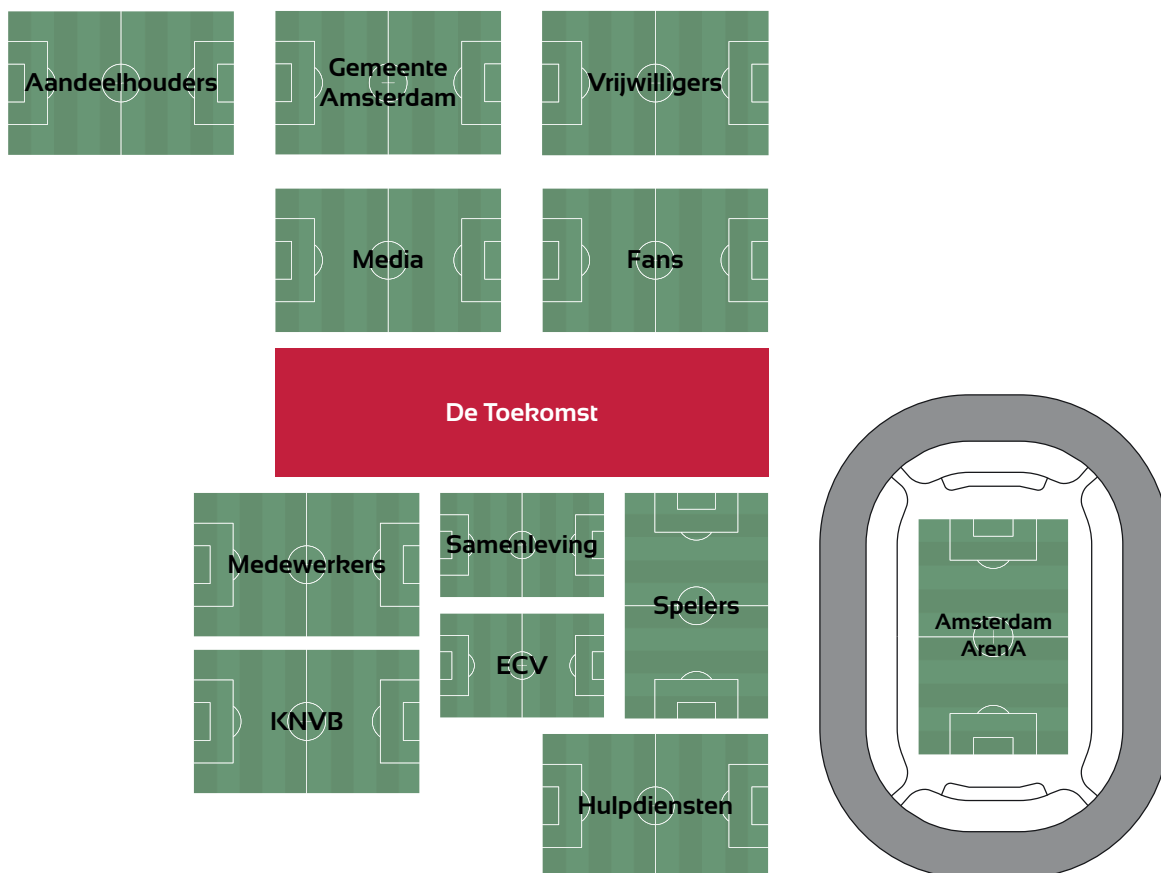 Aandeelhouders
Gemeente
Amsterdam
Vrijwilligers
Media
Fans
De Toekomst
Medewerkers
Samenleving
Spelers
Amsterdam
ArenA
ECV
KNVB
Hulpdiensten